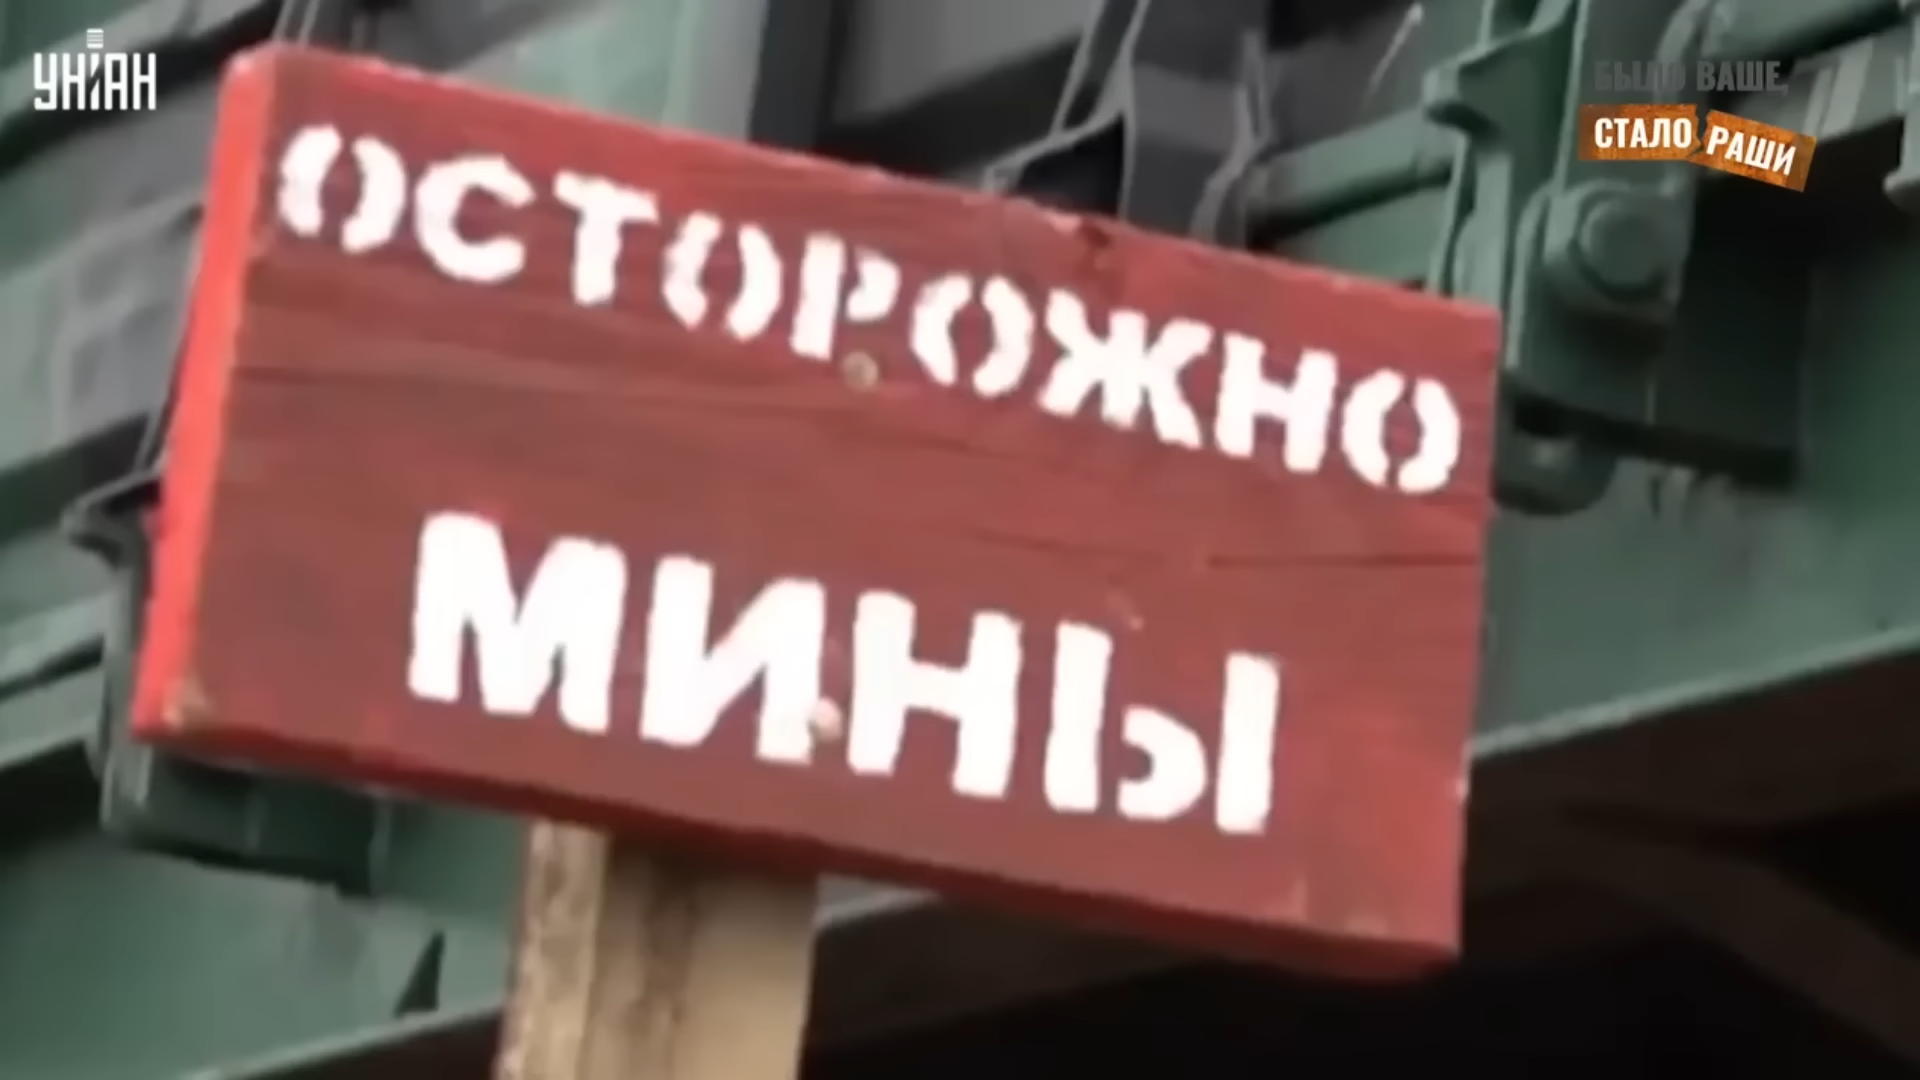 УНІАН
БЫЛО ВАШЕ,
СТАЛО РАШИ
ОСТОРОЖНО
МИНЫ